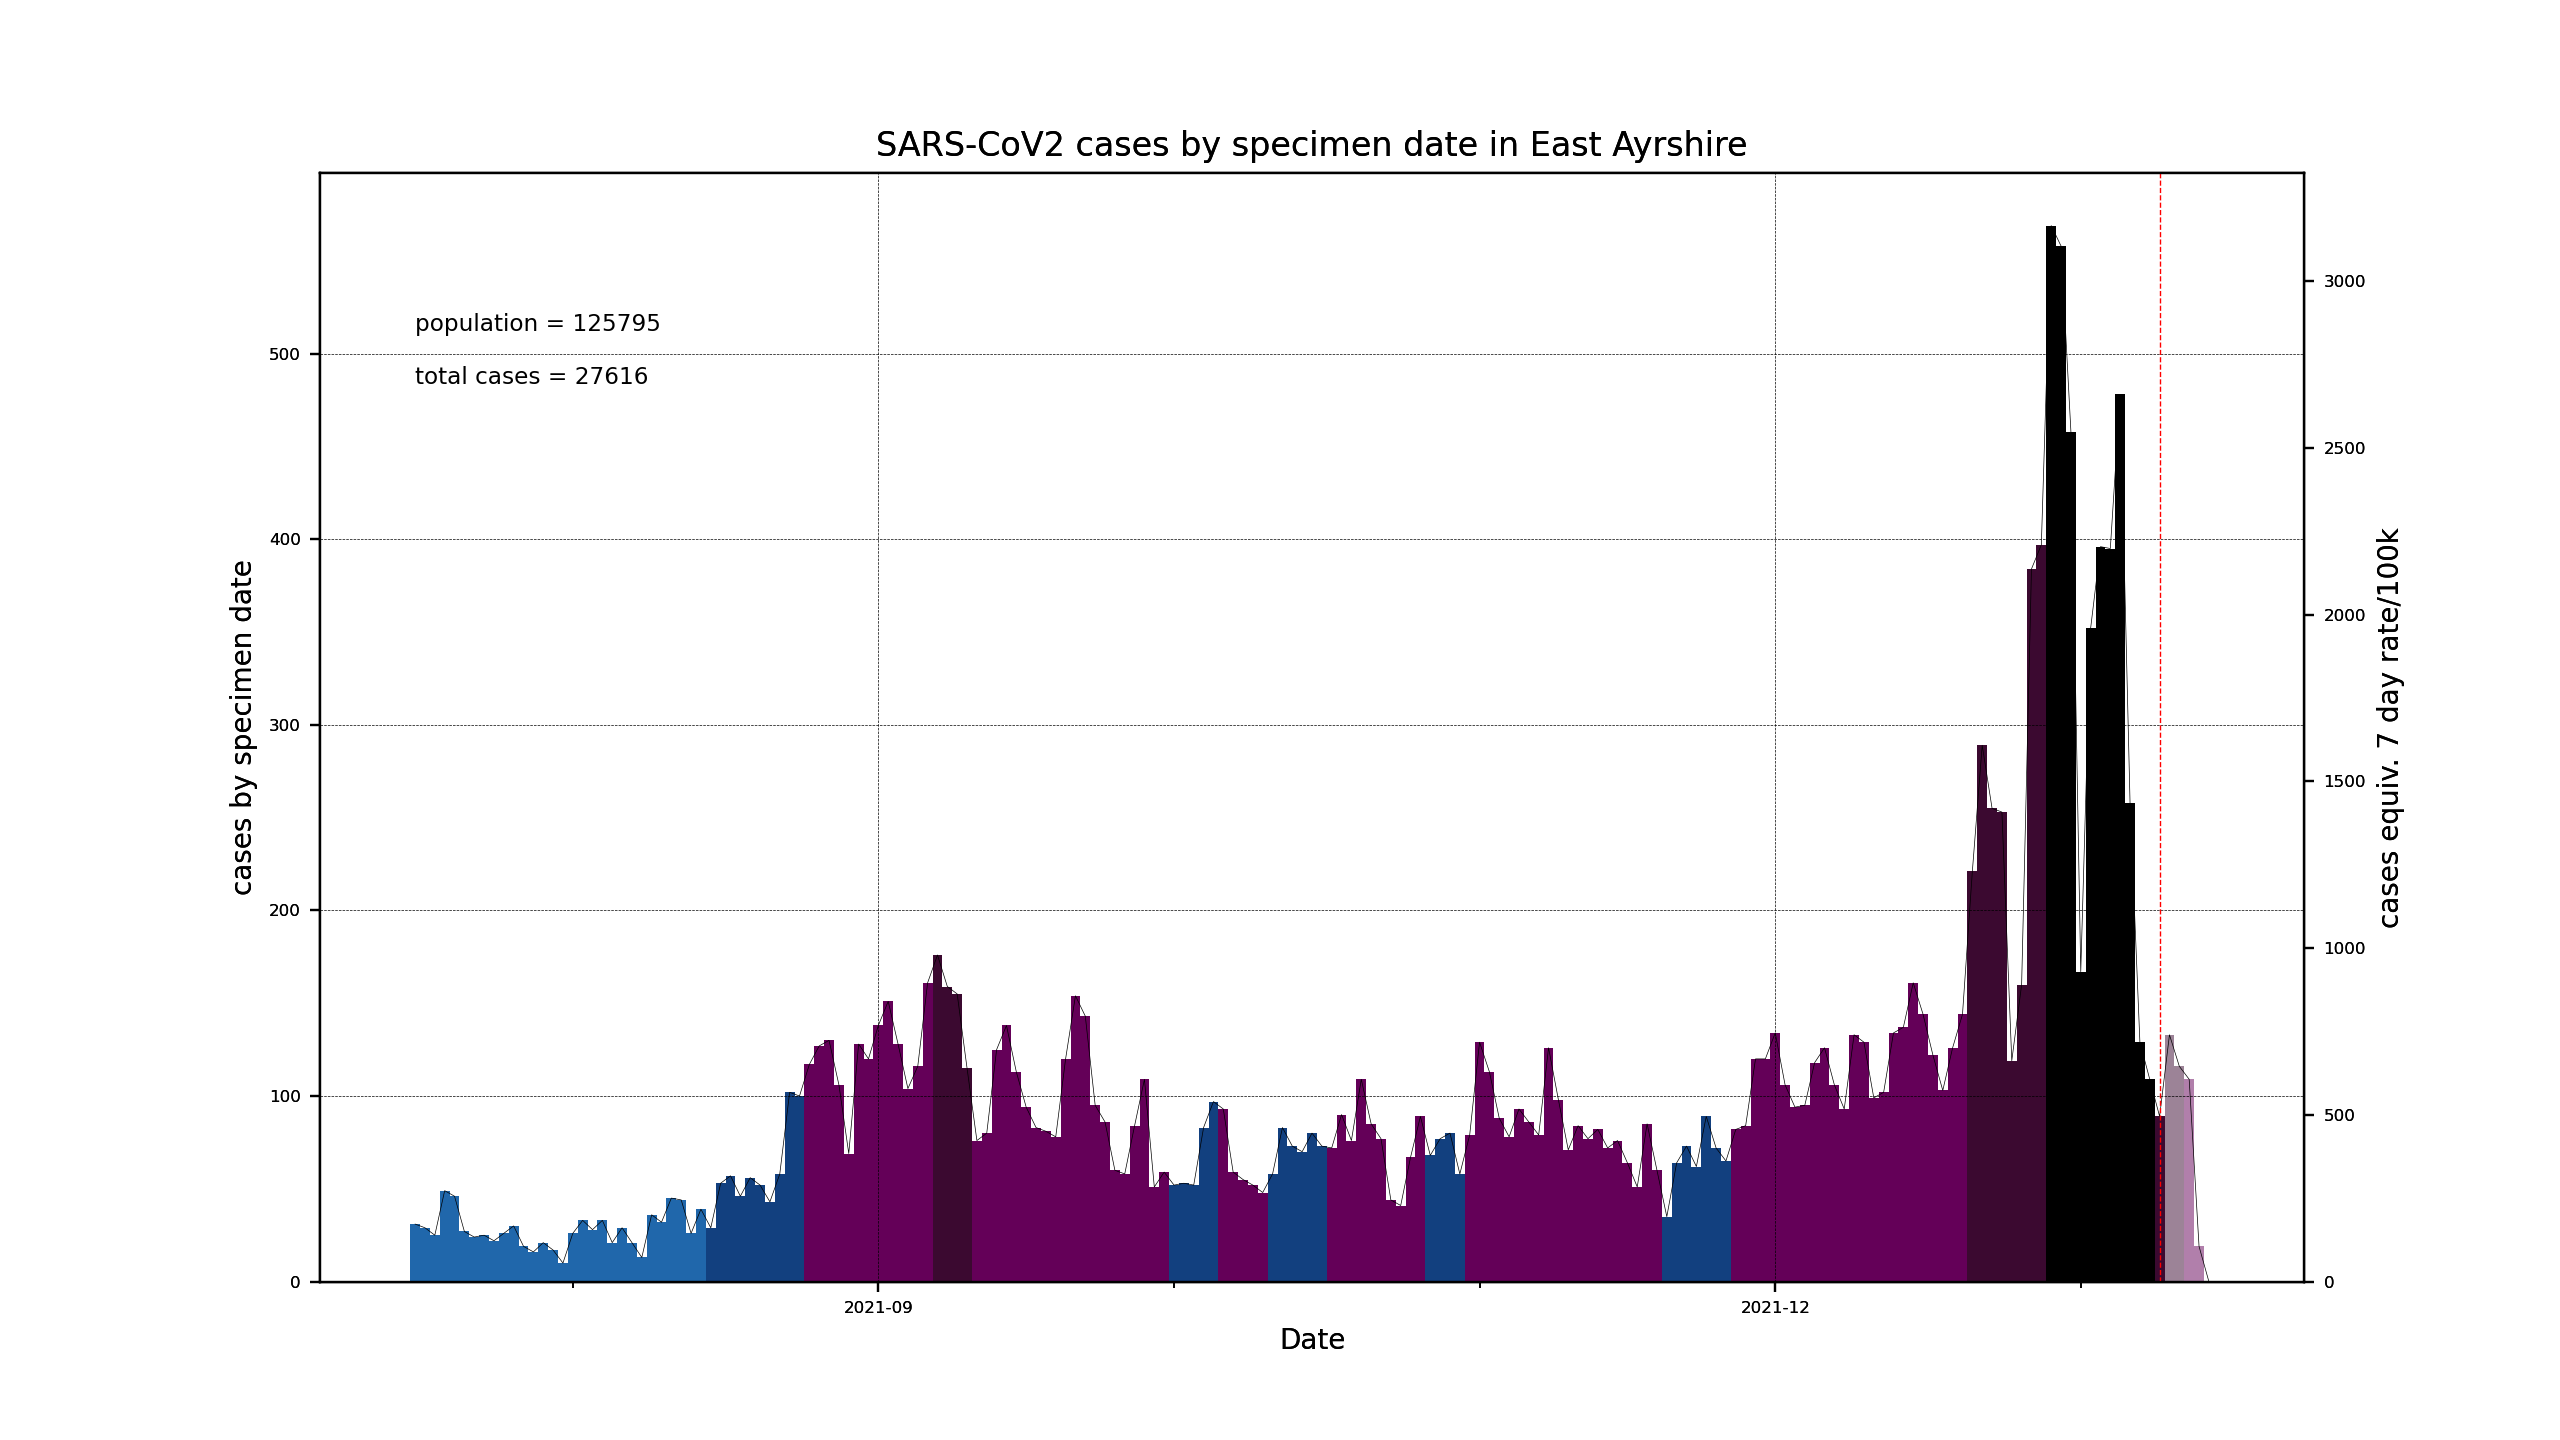 SARS-CoV2 cases by specimen date in East Ayrshire
population = 125795
total cases = 27616
cases by specimen date
500
400
300
200
100
0
3000
2500
2000
1500
1000
500
0
cases equiv. 7 day rate/100k
2021-09
2021-12
Date